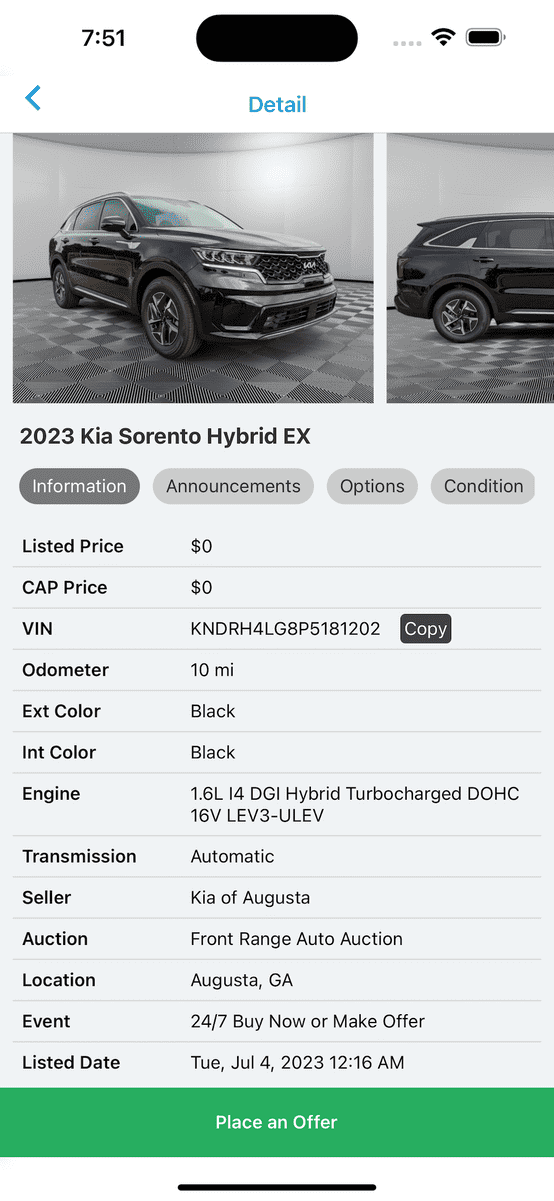 7:51
Detail
KIA
2023 Kia Sorento Hybrid EX
Information Announcements Options Condition
Listed Price $0
CAP Price $0
VIN KNDRH4LG8P5181202 Copy
Odometer 10 mi
Ext Color Black
Int Color Black
Engine 1.6L I4 DGI Hybrid Turbocharged DOHC
16V LEV3-ULEV
Transmission Automatic
Seller Kia of Augusta
Auction Front Range Auto Auction
Location Augusta, GA
Event 24/7 Buy Now or Make Offer
Listed Date Tue, Jul 4, 2023 12:16 AM
Place an Offer